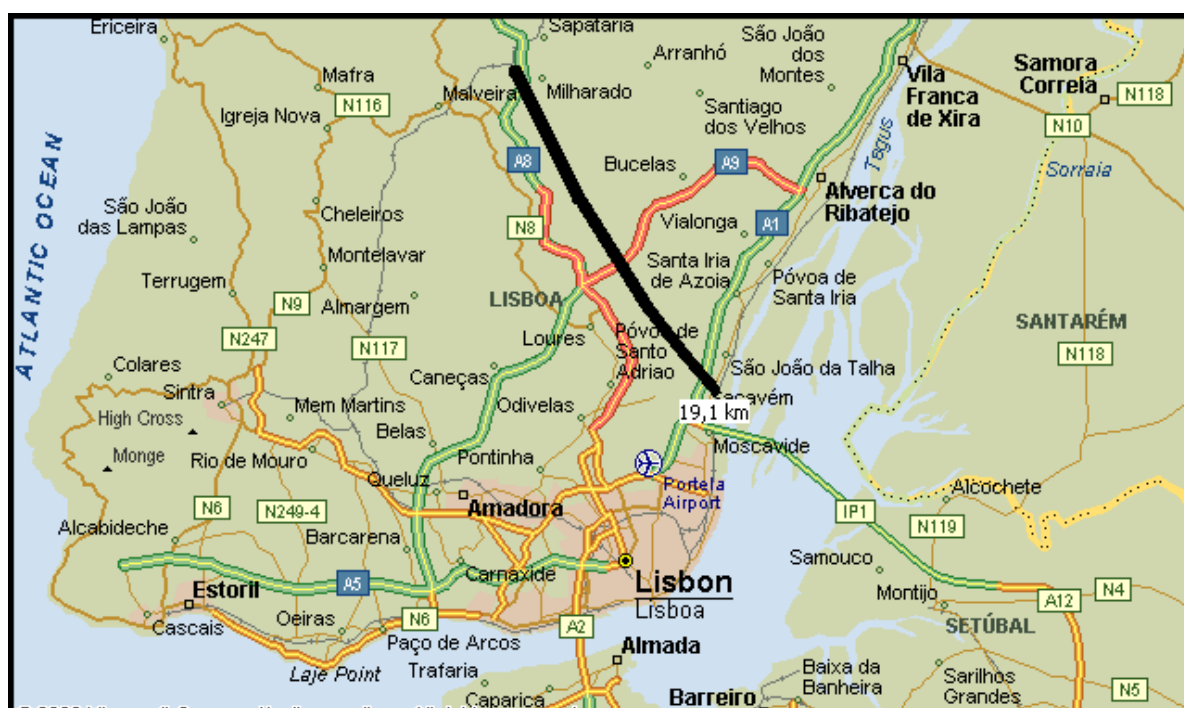 Ericeira
Sapataria
Arranhó
São João
dos
Montes
Vila
Franca
de Xira
Samora
Correia
N118
N10
Mafra
N116
Malveira
Milharado
Igreja Nova
Santiago
dos Velhos
Tegus
Sorraia
A8
Bucelas
A9
Alverca do
Ribatejo
ATLANTIC OCEAN
São João
das Lampas
Cheleiros
N8
Vialonga
A1
Montelavar
Santa Iria
de Azoia
Póvoa de
Santa Iria
Terrugem
N9
Almargem
LISBOA
SANTARÉM
N247
N117
Loures
Póvoa de
Santo
Adriao
N118
Colares
Caneças
São João da Talha
Sintra
Sacavém
19,1 km
High Cross
Mem Martins
Odivelas
Belas
Moscavide
Monge
Rio de Mouro
Pontinha
Queluz
Portela
Airport
Alcochete
N6
N249-4
Amadora
IP1
N119
Alcabideche
Barcarena
Samouco
Carnaxide
Estoril
A5
Lisbon
Lisboa
Montijo
A12
N4
Cascais
Oeiras
N6
A2
SETÚBAL
Paço de Arcos
Laje Point
Trafaria
Almada
Baixa da
Banheira
Sarilhos
Grandes
Caparica
Barreiro
N5